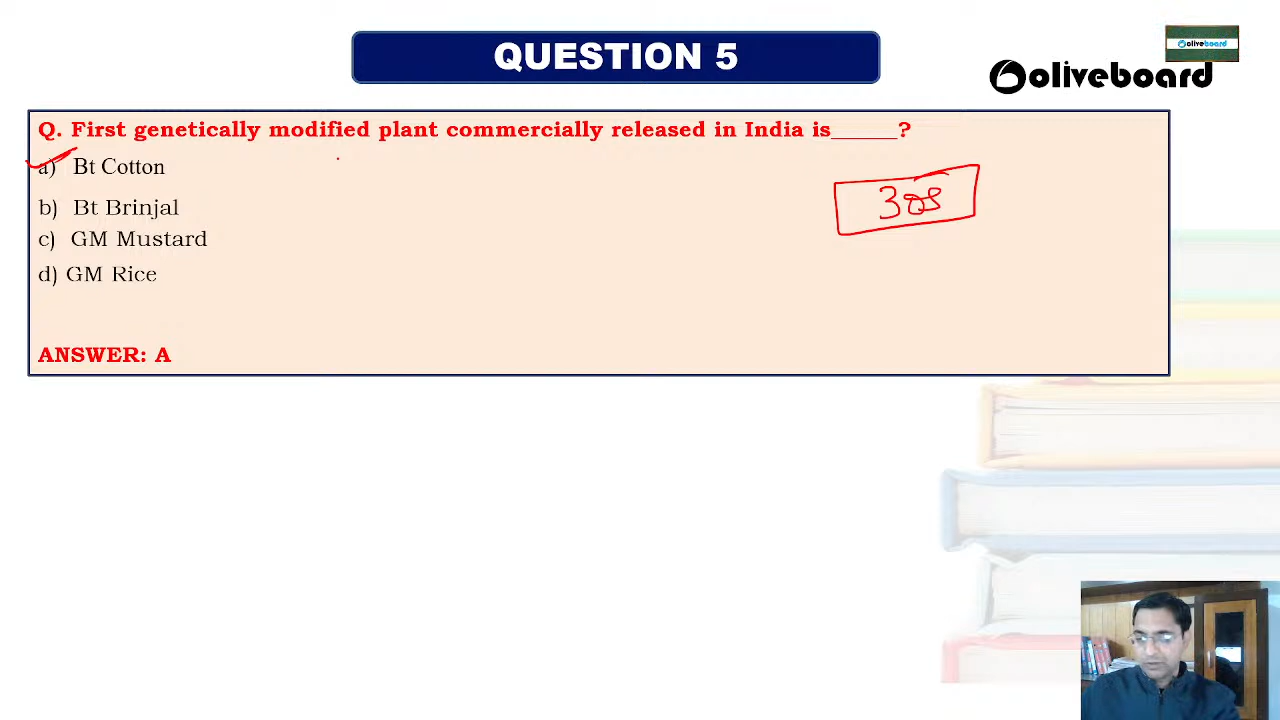 QUESTION 5
oliveboard
oliveboard
Q. First genetically modified plant commercially released in India is______?
a) Bt Cotton
b) Bt Brinjal
c) GM Mustard
d) GM Rice
ANSWER: A